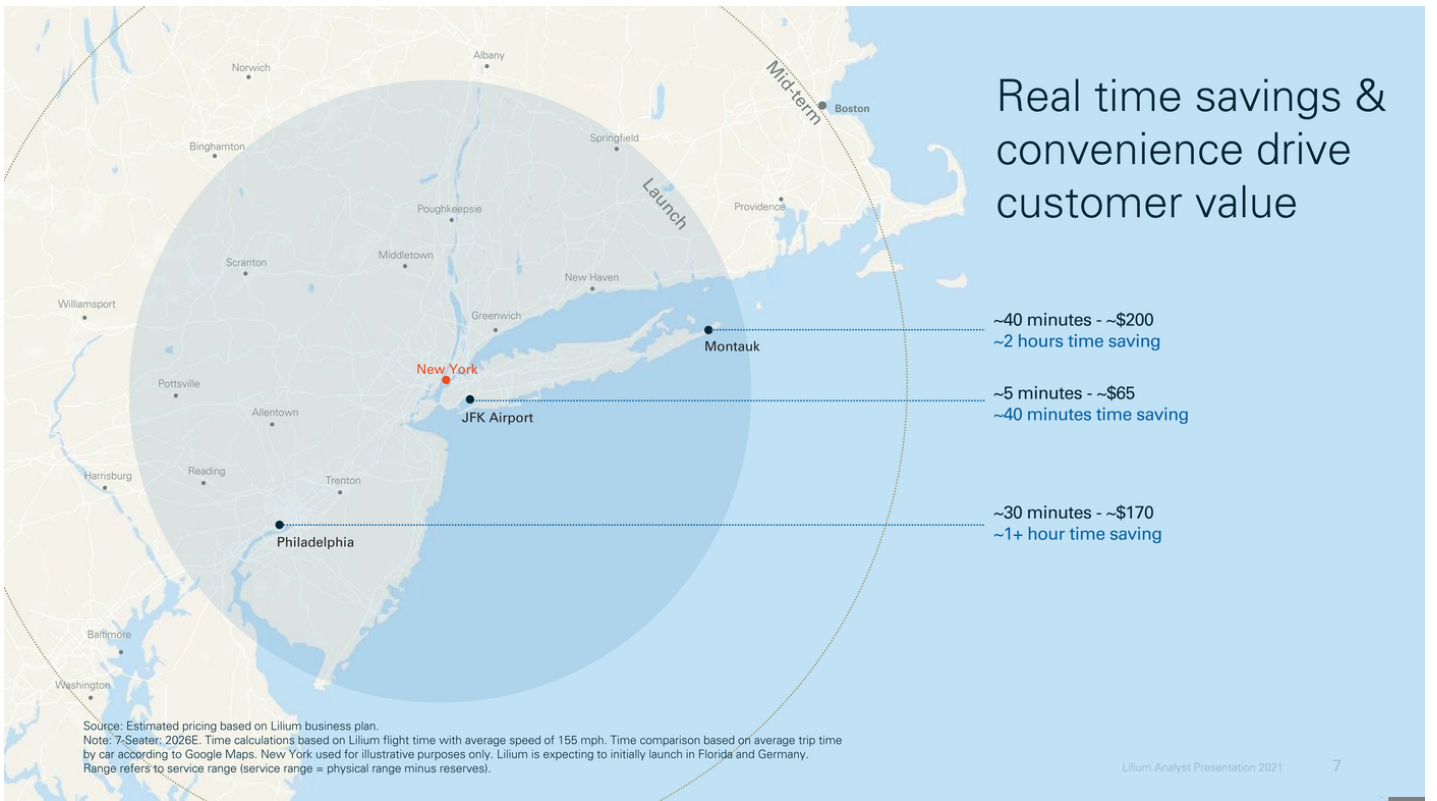 Real time savings &
convenience drive
customer value
Albany
Norwich
Mid-term
Boston
Springfield
Binghamton
Launch
Providence
Poughkeepsie
Middletown
Scranton
New Haven
Williamsport
Greenwich
~40 minutes - ~$200
~2 hours time saving
Montauk
New York
Pottsville
~5 minutes - ~$65
~40 minutes time saving
JFK Airport
Allentown
Reading
Harrisburg
Trenton
~30 minutes - ~$170
~1+ hour time saving
Philadelphia
Baltimore
Washington
Source: Estimated pricing based on Lilium business plan.
Note: 7-Seater: 2026E. Time calculations based on Lilium flight time with average speed of 155 mph. Time comparison based on average trip time
by car according to Google Maps. New York used for illustrative purposes only. Lilium is expecting to initially launch in Florida and Germany.
Range refers to service range (service range = physical range minus reserves).
Lilium Analyst Presentation 2021 7